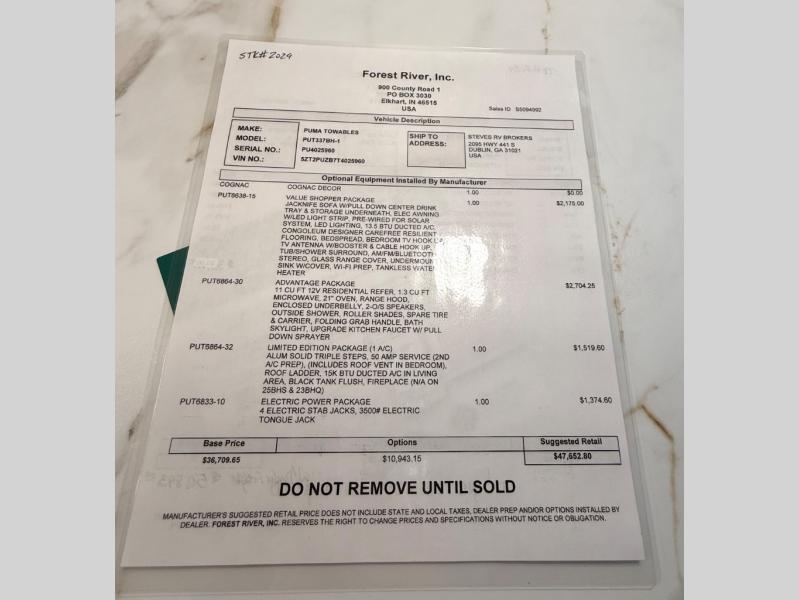 STK# 2029
Forest River, Inc.
900 County Road 1
PO BOX 3030
Elkhart, IN 46515
USA
Sales ID S5094992
Vehicle Description
MAKE: PUMA TOWABLES
MODEL: PUT337BH-1
SERIAL NO.: PU4025960
VIN NO.: 5ZT2PUZB7T4025960
SHIP TO
ADDRESS:
STEVES RV BROKERS
2095 HWY 441 S
DUBLIN, GA 31021
USA
Optional Equipment Installed By Manufacturer
COGNAC COGNAC DECOR 1.00 $0.00
PUT8638-15 VALUE SHOPPER PACKAGE 1.00 $2,175.00
JACKNIFE SOFA W/PULL DOWN CENTER DRINK
TRAY & STORAGE UNDERNEATH, ELEC AWNING
W/LED LIGHT STRIP, PRE-WIRED FOR SOLAR
SYSTEM, LED LIGHTING, 13.5 BTU DUCTED A/C,
CONGOLEUM DESIGNER CAREFREE RESILIENT
FLOORING, BEDSPREAD, BEDROOM TV HOOK
TV ANTENNA W/BOOSTER & CABLE HOOK UP,
TUB/SHOWER SURROUND, AM/FM/BLUETOOTH
STEREO, GLASS RANGE COVER, UNDERMOUNT
SINK W/COVER, WI-FI PREP, TANKLESS WATER
HEATER
PUT6864-30 ADVANTAGE PACKAGE $2,704.25
11 CU FT 12V RESIDENTIAL REFER, 1.3 CU FT
MICROWAVE, 21" OVEN, RANGE HOOD,
ENCLOSED UNDERBELLY, 2-O/S SPEAKERS,
OUTSIDE SHOWER, ROLLER SHADES, SPARE TIRE
& CARRIER, FOLDING GRAB HANDLE, BATH
SKYLIGHT, UPGRADE KITCHEN FAUCET W/ PULL
DOWN SPRAYER
PUT6864-32 LIMITED EDITION PACKAGE (1 A/C) 1.00 $1,519.60
ALUM SOLID TRIPLE STEPS, 50 AMP SERVICE (2ND
A/C PREP), (INCLUDES ROOF VENT IN BEDROOM),
ROOF LADDER, 15K BTU DUCTED A/C IN LIVING
AREA, BLACK TANK FLUSH, FIREPLACE (N/A ON
25BHS & 23BHQ)
PUT6833-10 ELECTRIC POWER PACKAGE 1.00 $1,374.60
4 ELECTRIC STAB JACKS, 3500# ELECTRIC
TONGUE JACK
Base Price Options Suggested Retail
$36,709.65 $10,943.15 $47,652.80
DO NOT REMOVE UNTIL SOLD
MANUFACTURER'S SUGGESTED RETAIL PRICE DOES NOT INCLUDE STATE AND LOCAL TAXES, DEALER PREP AND/OR OPTIONS INSTALLED BY
DEALER. FOREST RIVER, INC. RESERVES THE RIGHT TO CHANGE PRICES AND SPECIFICATIONS WITHOUT NOTICE OR OBLIGATION.